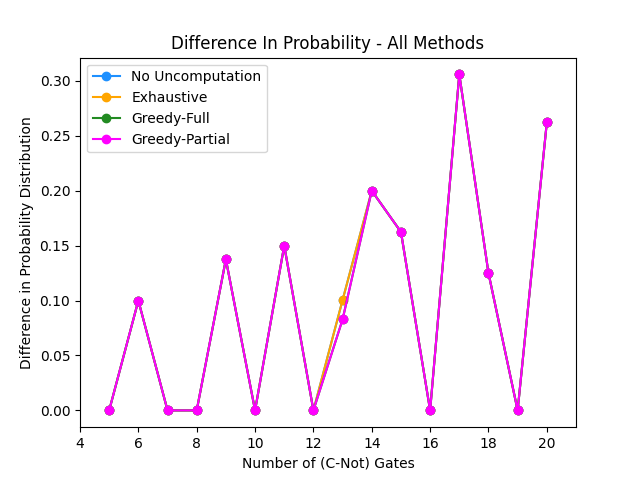 Difference In Probability - All Methods
No Uncomputation
Exhaustive
Greedy-Full
Greedy-Partial
Difference in Probability Distribution
0.30
0.25
0.20
0.15
0.10
0.05
0.00
4 6 8 10 12 14 16 18 20
Number of (C-Not) Gates